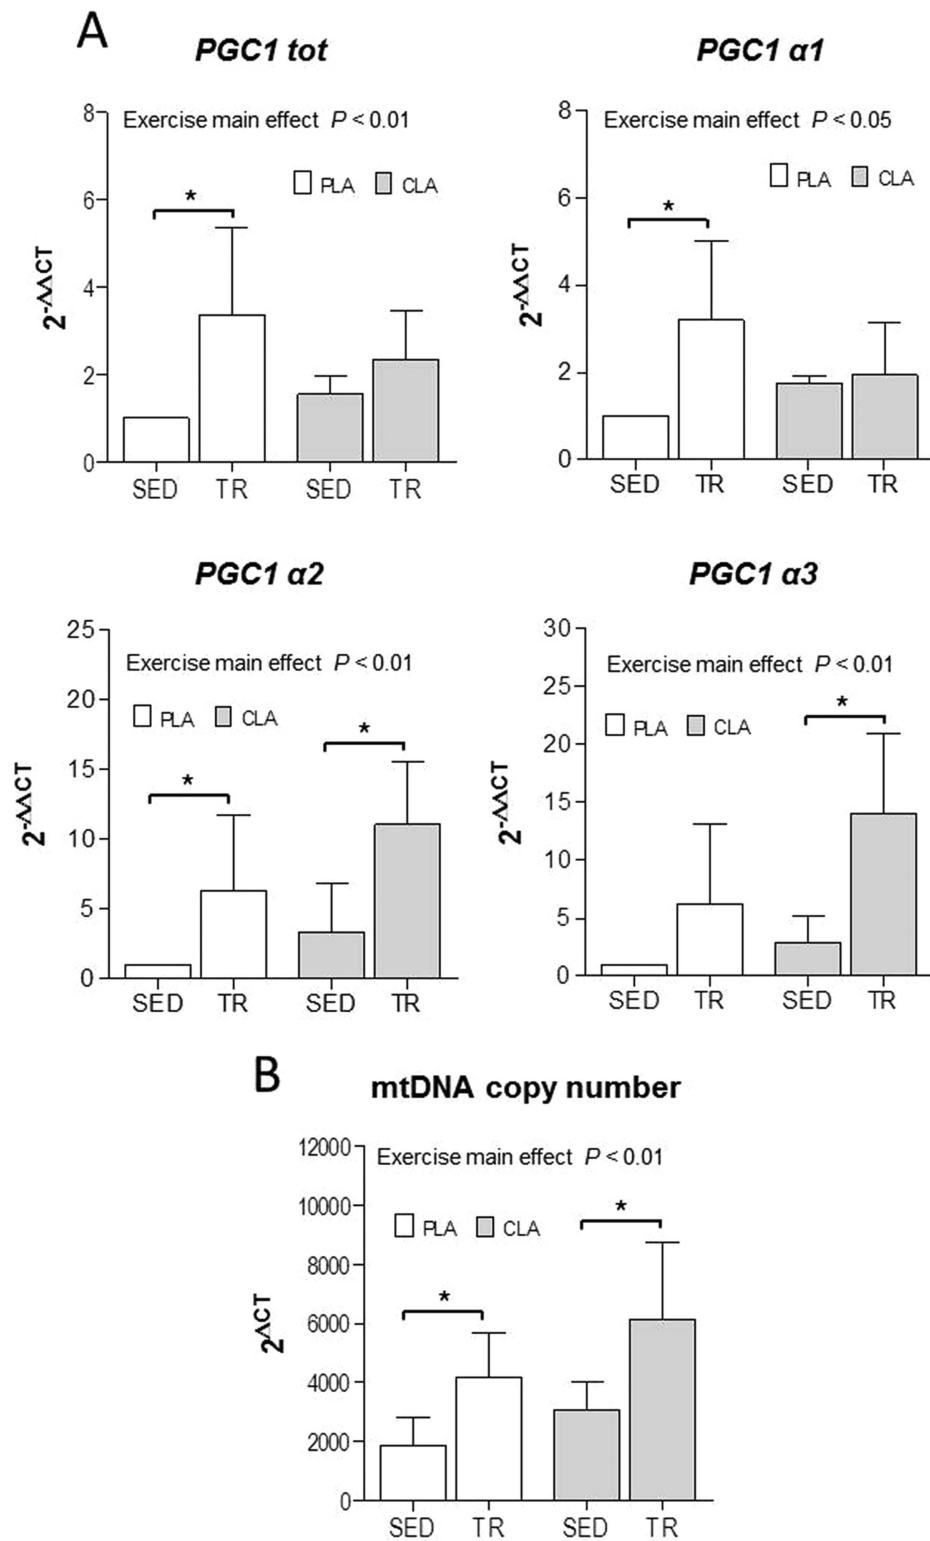 A
PGC1 tot
Exercise main effect P < 0.01
PLA CLA
*
8
6
4
2
0
2-ΔΔCT
SED TR SED TR
PGC1 α1
Exercise main effect P < 0.05
PLA CLA
*
8
6
4
2
0
2-ΔΔCT
SED TR SED TR
PGC1 α2
Exercise main effect P < 0.01
PLA CLA
*
*
25
20
15
10
5
0
2-ΔΔCT
SED TR SED TR
PGC1 α3
Exercise main effect P < 0.01
PLA CLA
*
30
25
20
15
10
5
0
2-ΔΔCT
SED TR SED TR
B
mtDNA copy number
Exercise main effect P < 0.01
PLA CLA
*
*
12000
10000
8000
6000
4000
2000
0
2ΔCT
SED TR SED TR